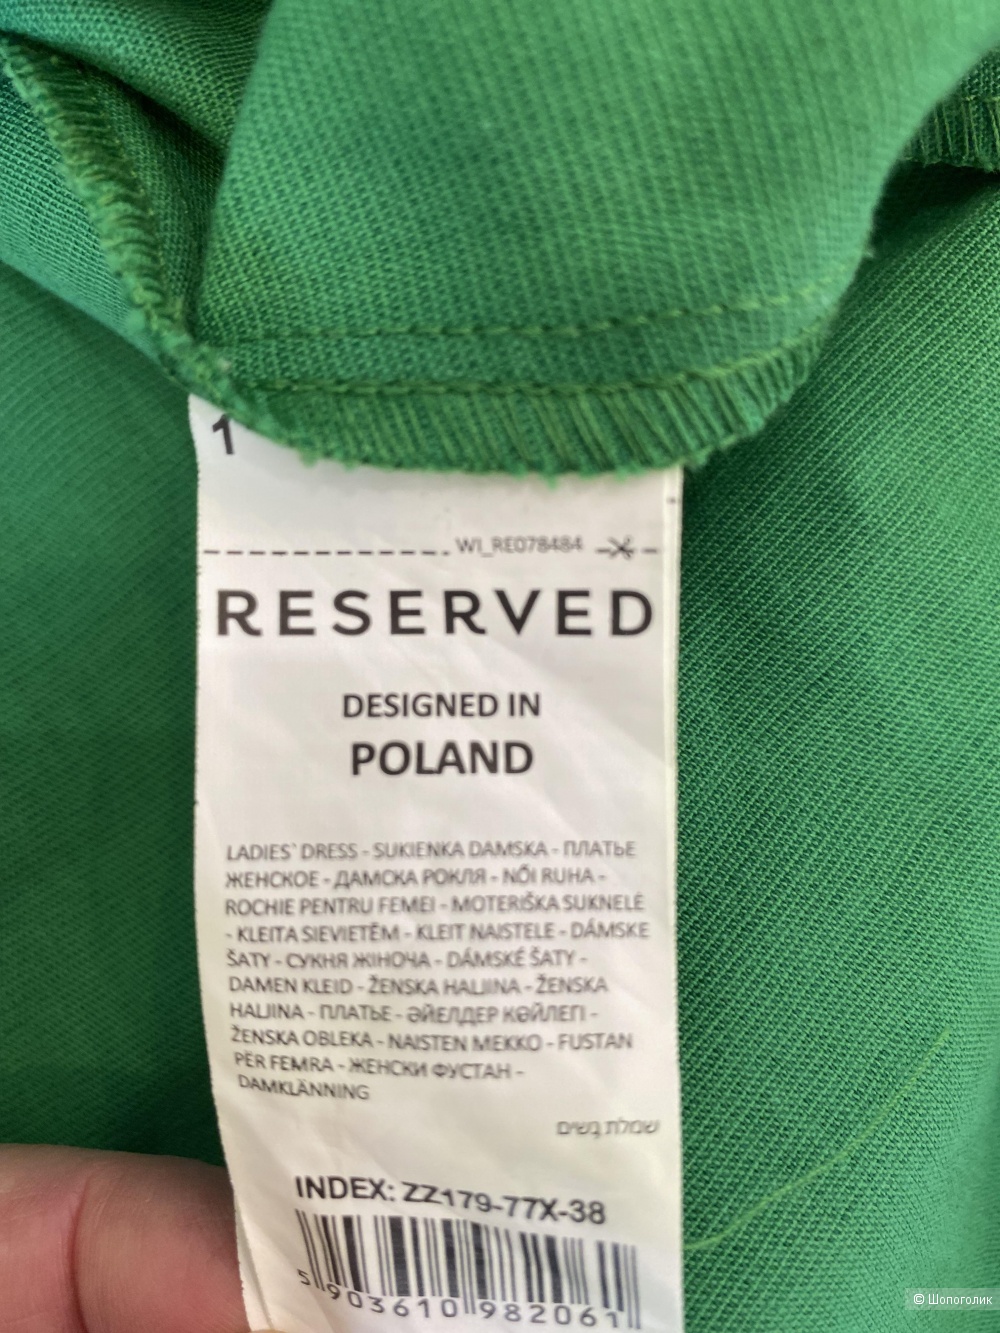 1
WI_RE078484
RESERVED
DESIGNED IN
POLAND
LADIES` DRESS - SUKIENKA DAMSKA - ПЛАТЬЕ
ЖЕНСКОЕ - ДАМСКА РОКЛЯ - NŐI RUHA -
ROCHIE PENTRU FEMEI - MOTERIŠKA SUKNELĖ
- KLEITA SIEVIETĒM - KLEIT NAISTELE - DÁMSKE
ŠATY - СУКНЯ ЖІНОЧА - DÁMSKÉ ŠATY -
DAMEN KLEID - ŽENSKA HALJINA - ŽENSKA
HALJINA - ПЛАТЬЕ - ӘЙЕЛДЕР КӨЙЛЕГІ -
ŽENSKA OBLEKA - NAISTEN MEKKO - FUSTAN
PËR FEMRA - ЖЕНСКИ ФУСТАН -
DAMKLÄNNING
שמלת נשים
INDEX: ZZ179-77X-38
5 903610 982061
© Шопоголик